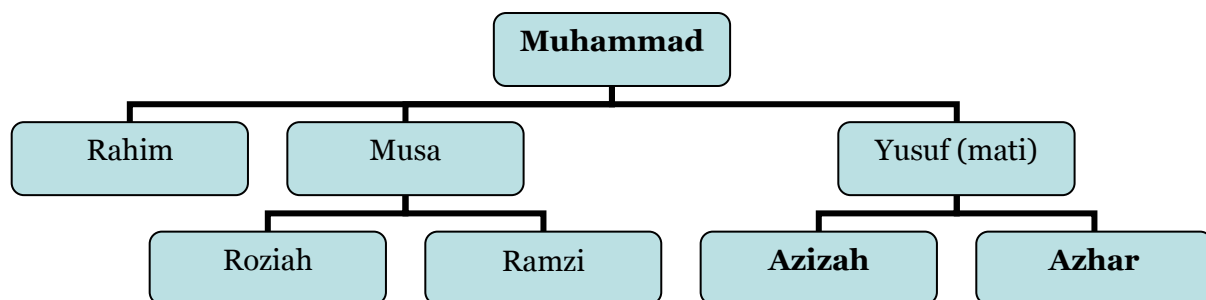 Muhammad
Rahim
Musa
Yusuf (mati)
Roziah
Ramzi
Azizah
Azhar